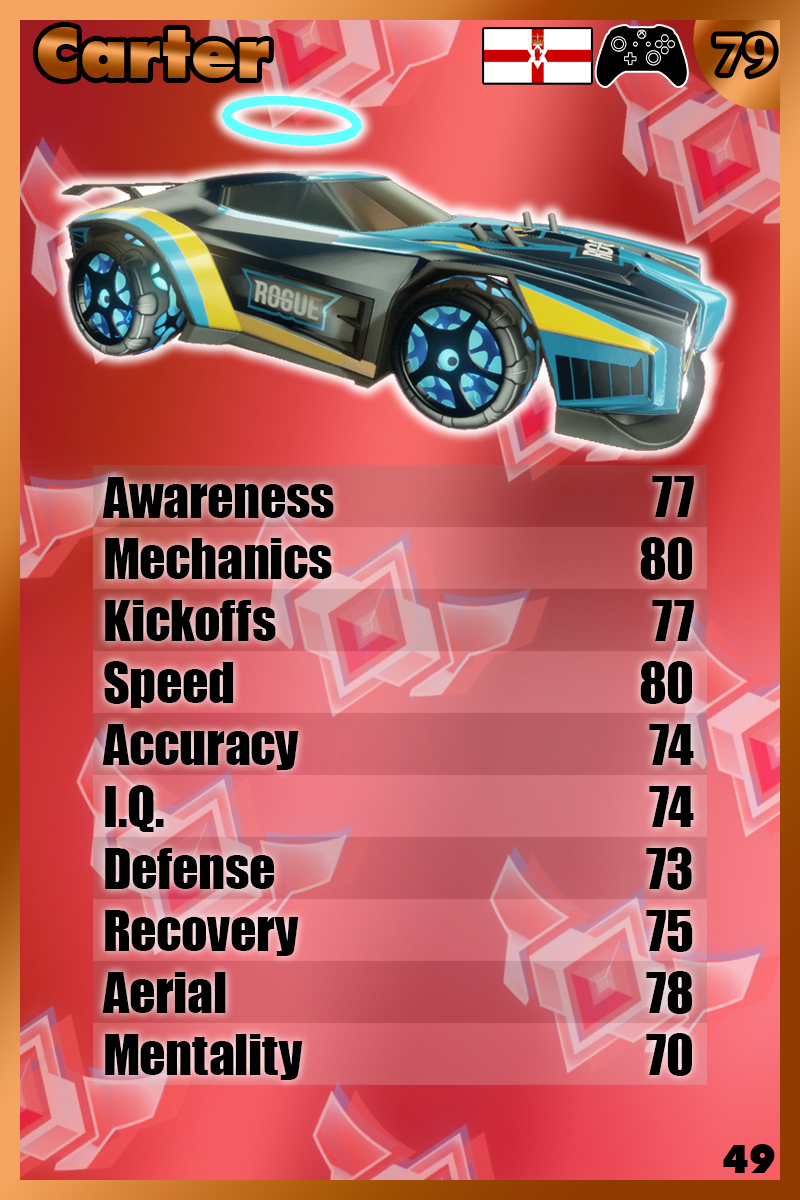 Carter
79
ROGUE
Awareness 77
Mechanics 80
Kickoffs 77
Speed 80
Accuracy 74
I.Q. 74
Defense 73
Recovery 75
Aerial 78
Mentality 70
49